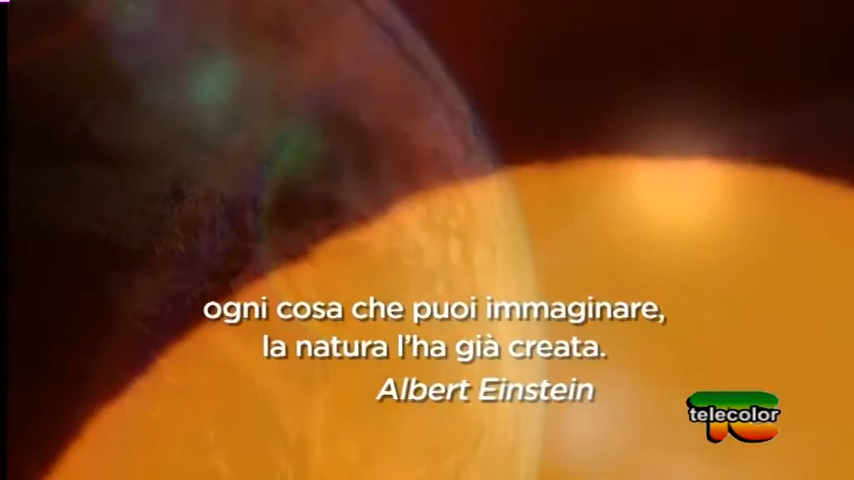 ogni cosa che puoi immaginare,
la natura l'ha già creata.
Albert Einstein
telecolor